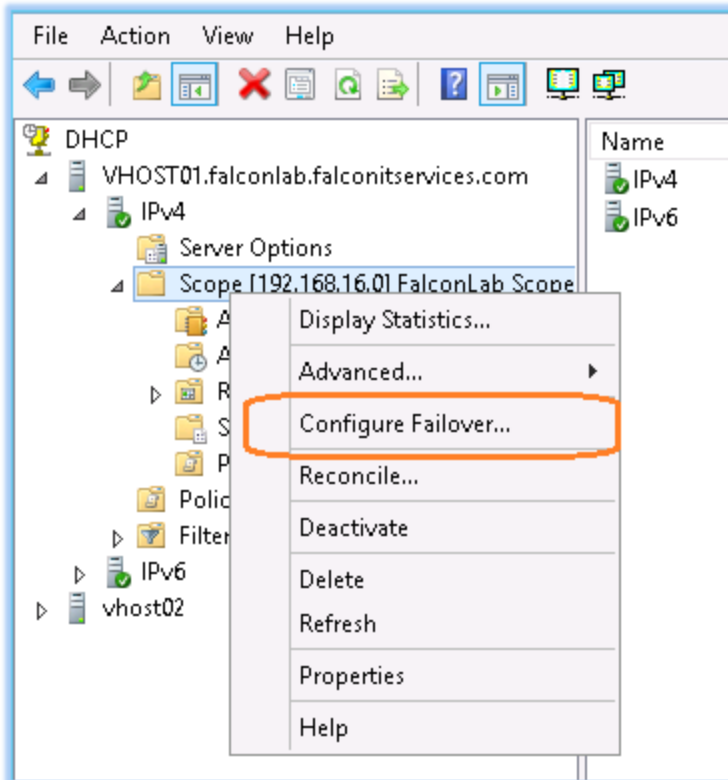 File Action View Help
DHCP
Name
VHOST01.falconlab.falconitservices.com
IPv4
IPv4
IPv6
Server Options
Scope [192.168.16.0] FalconLab Scope
A
Display Statistics...
A
Advanced...
R
Configure Failover...
S
P
Reconcile...
Polic
Deactivate
Filter
IPv6
Delete
vhost02
Refresh
Properties
Help